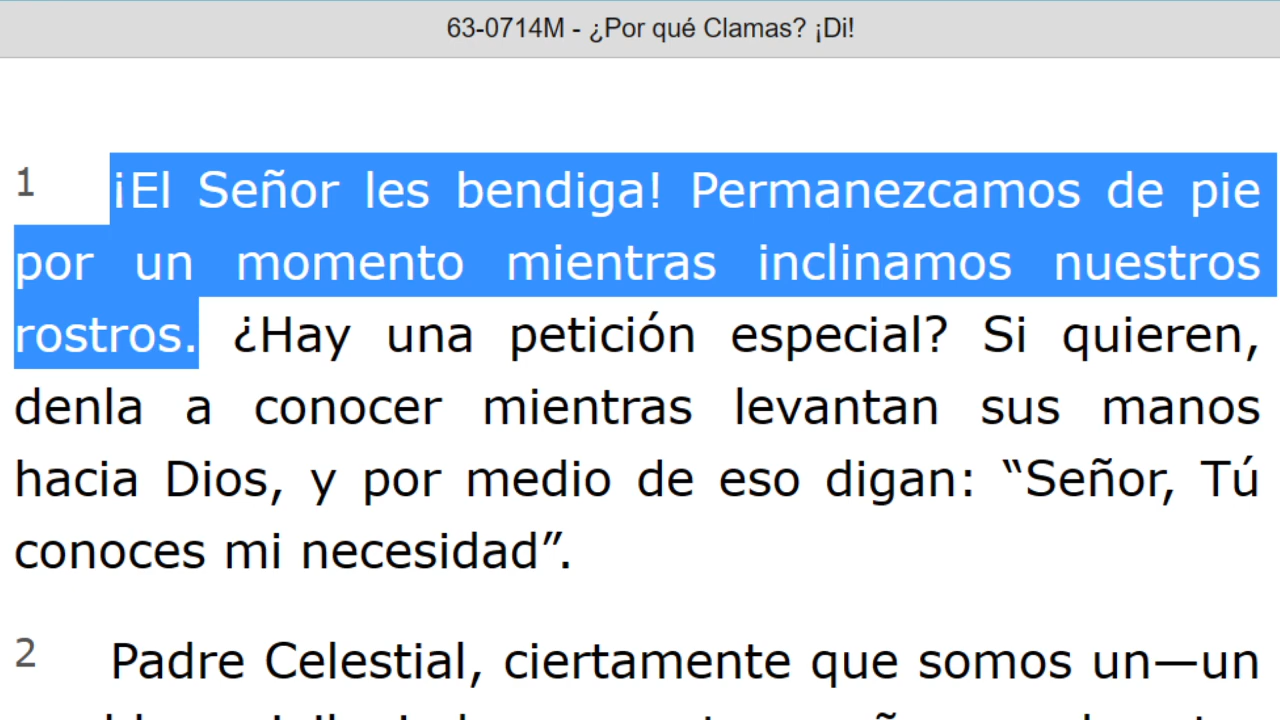 63-0714M - ¿Por qué Clamas? ¡Di!
1 ¡El Señor les bendiga! Permanezcamos de pie
por un momento mientras inclinamos nuestros
rostros. ¿Hay una petición especial? Si quieren,
denla a conocer mientras levantan sus manos
hacia Dios, y por medio de eso digan: “Señor, Tú
conoces mi necesidad”.
2 Padre Celestial, ciertamente que somos un—un